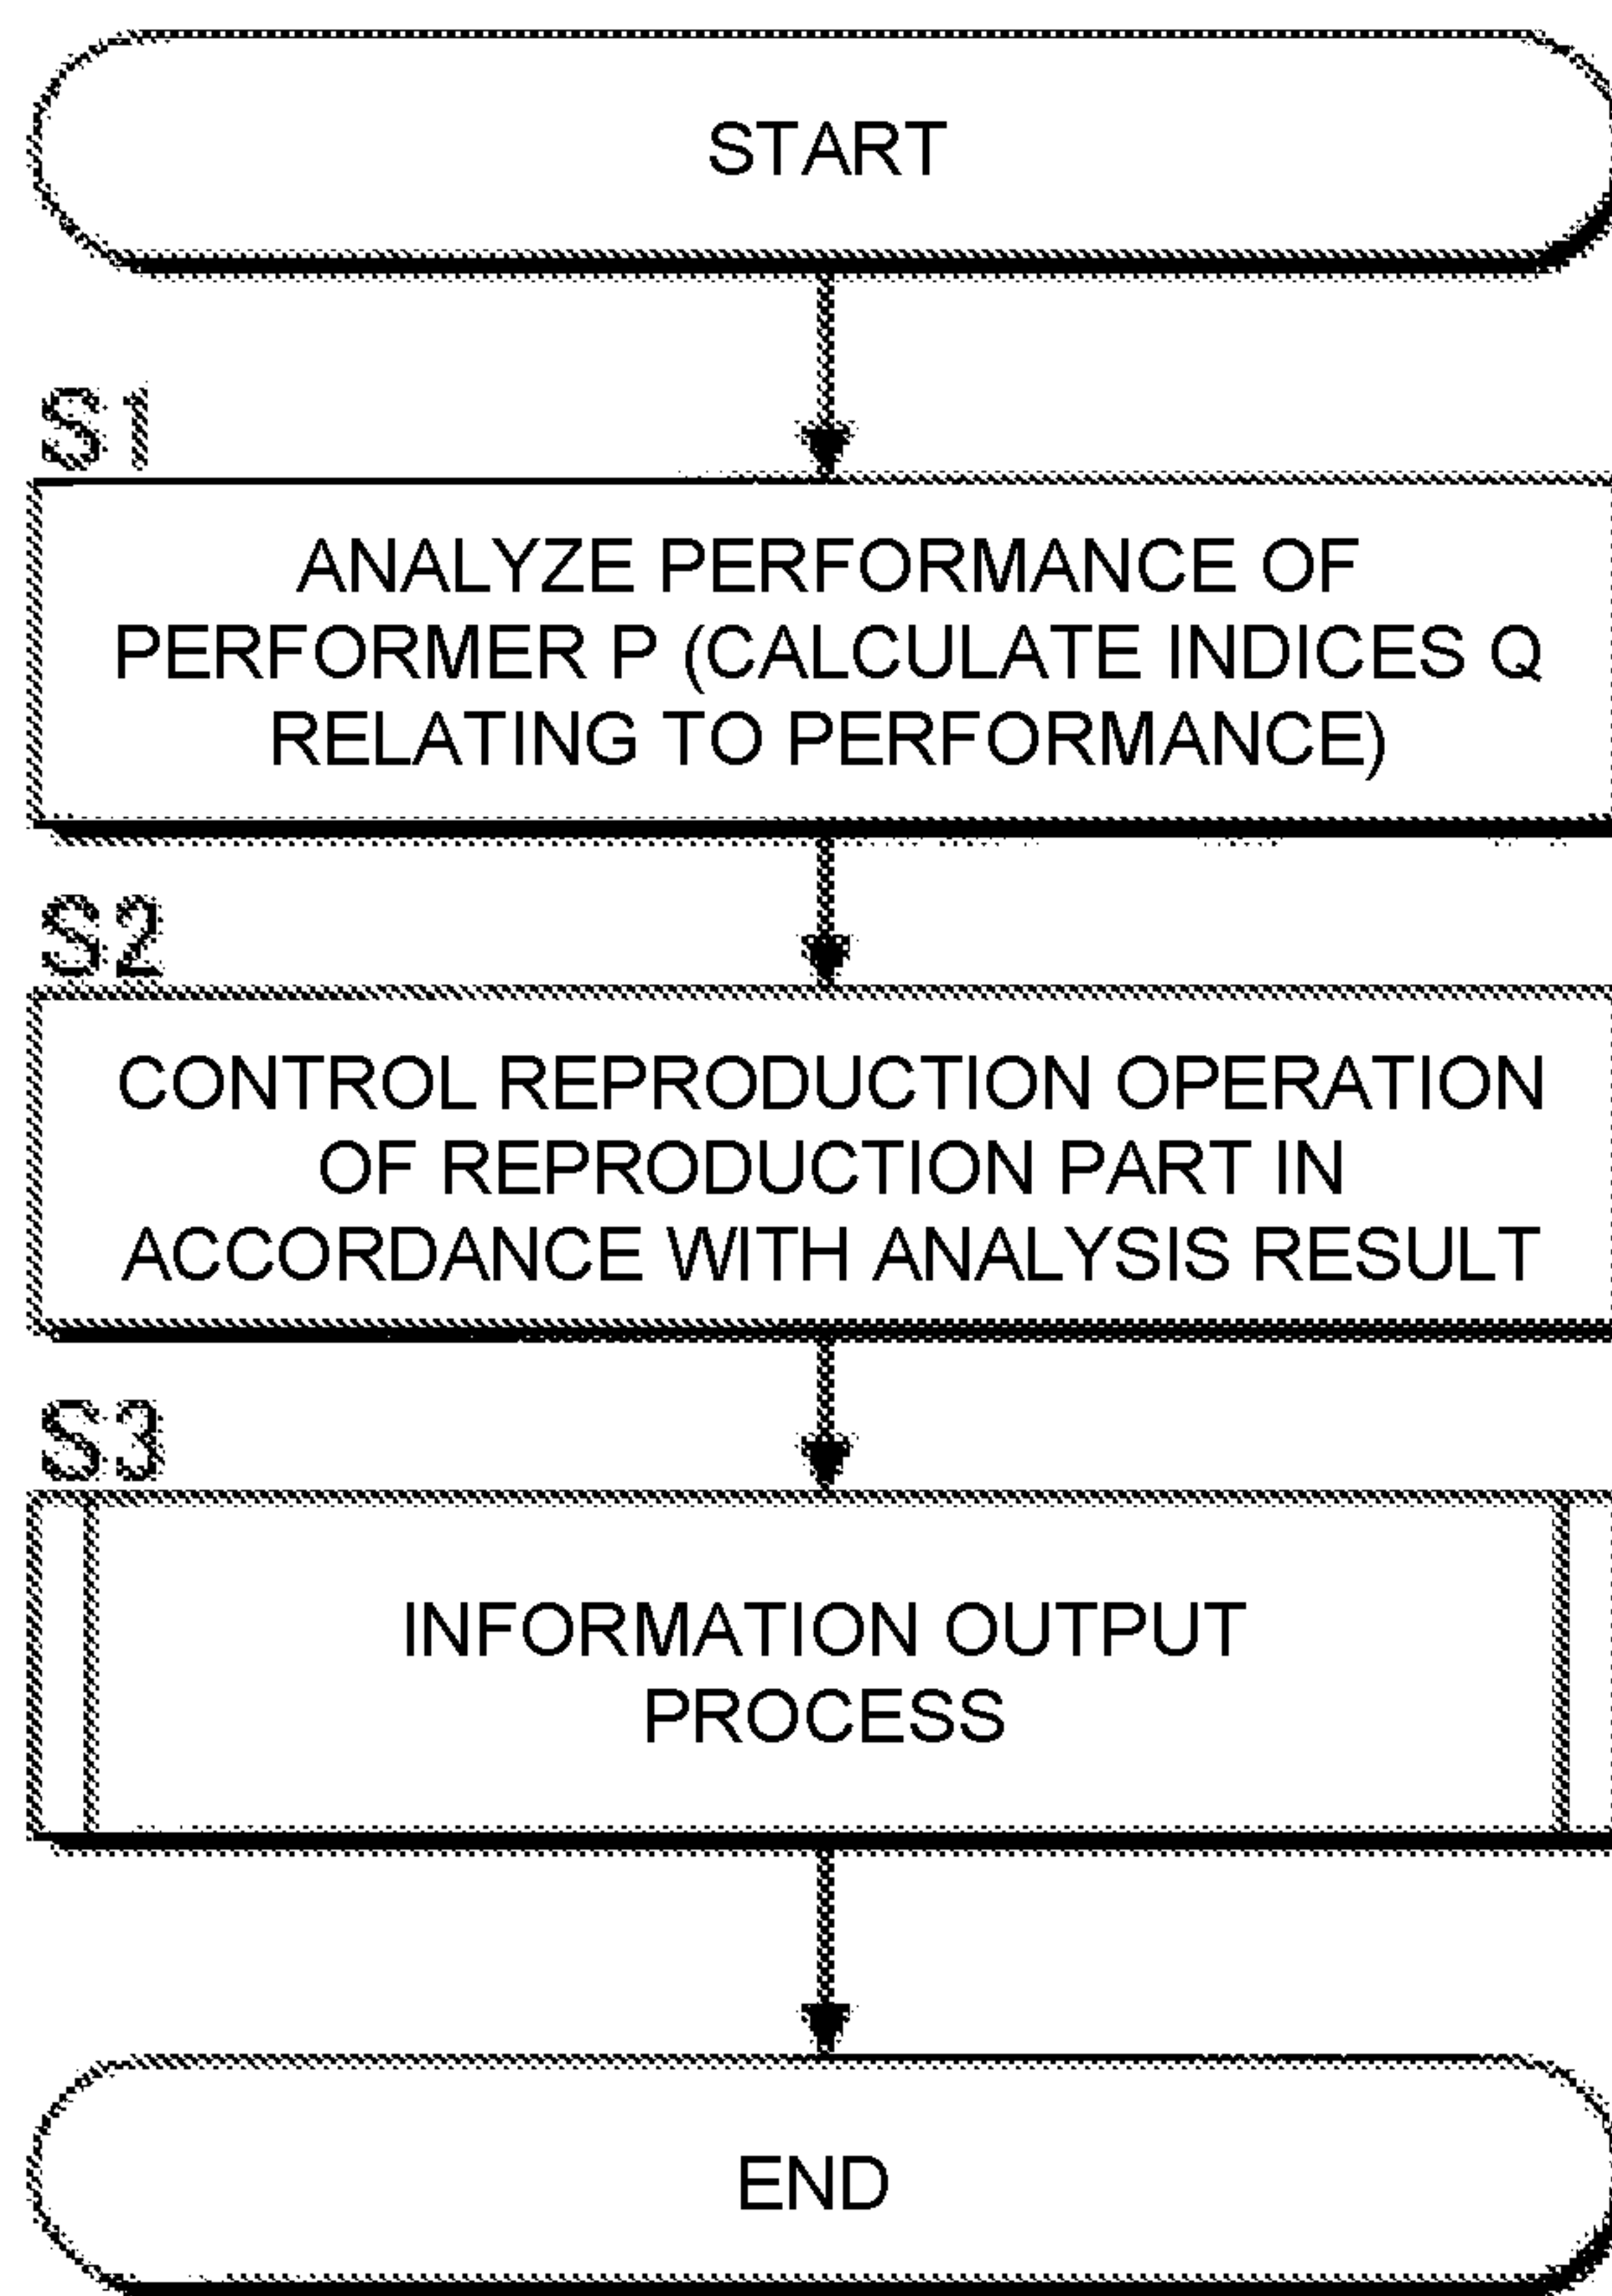 START
S1
ANALYZE PERFORMANCE OF
PERFORMER P (CALCULATE INDICES Q
RELATING TO PERFORMANCE)
S2
CONTROL REPRODUCTION OPERATION
OF REPRODUCTION PART IN
ACCORDANCE WITH ANALYSIS RESULT
S3
INFORMATION OUTPUT
PROCESS
END